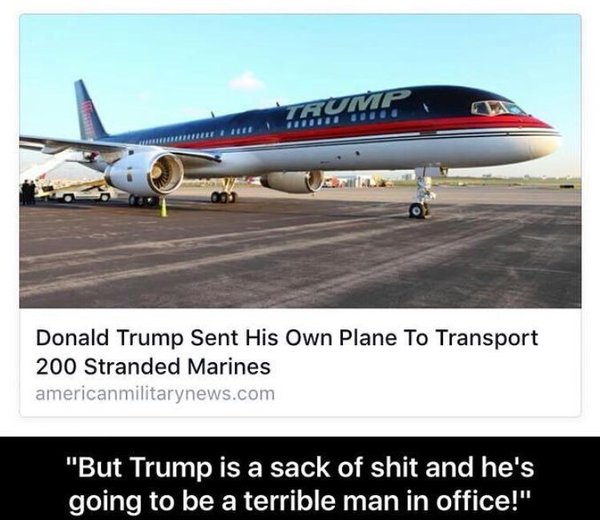 TRUMP
Donald Trump Sent His Own Plane To Transport
200 Stranded Marines
americanmilitarynews.com
"But Trump is a sack of shit and he's
going to be a terrible man in office!"